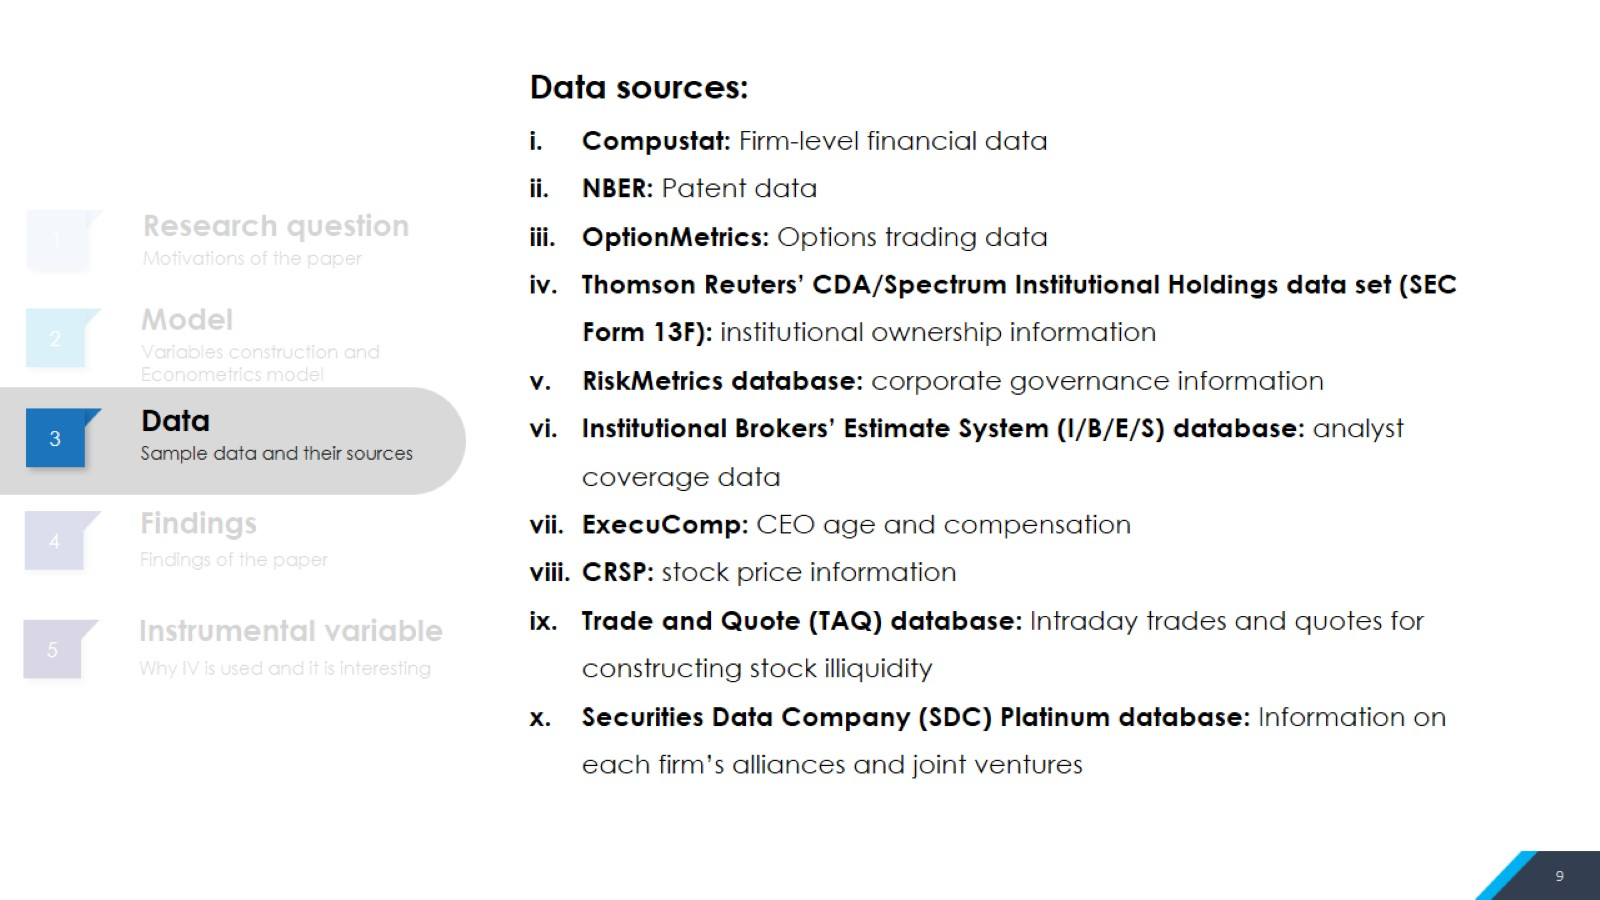 1
Research question
Motivations of the paper
2
Model
Variables construction and
Econometrics model
3
Data
Sample data and their sources
4
Findings
Findings of the paper
5
Instrumental variable
Why IV is used and it is interesting
Data sources:
i. Compustat: Firm-level financial data
ii. NBER: Patent data
iii. OptionMetrics: Options trading data
iv. Thomson Reuters’ CDA/Spectrum Institutional Holdings data set (SEC
Form 13F): institutional ownership information
v. RiskMetrics database: corporate governance information
vi. Institutional Brokers’ Estimate System (I/B/E/S) database: analyst
coverage data
vii. ExecuComp: CEO age and compensation
viii. CRSP: stock price information
ix. Trade and Quote (TAQ) database: Intraday trades and quotes for
constructing stock illiquidity
x. Securities Data Company (SDC) Platinum database: Information on
each firm’s alliances and joint ventures
9